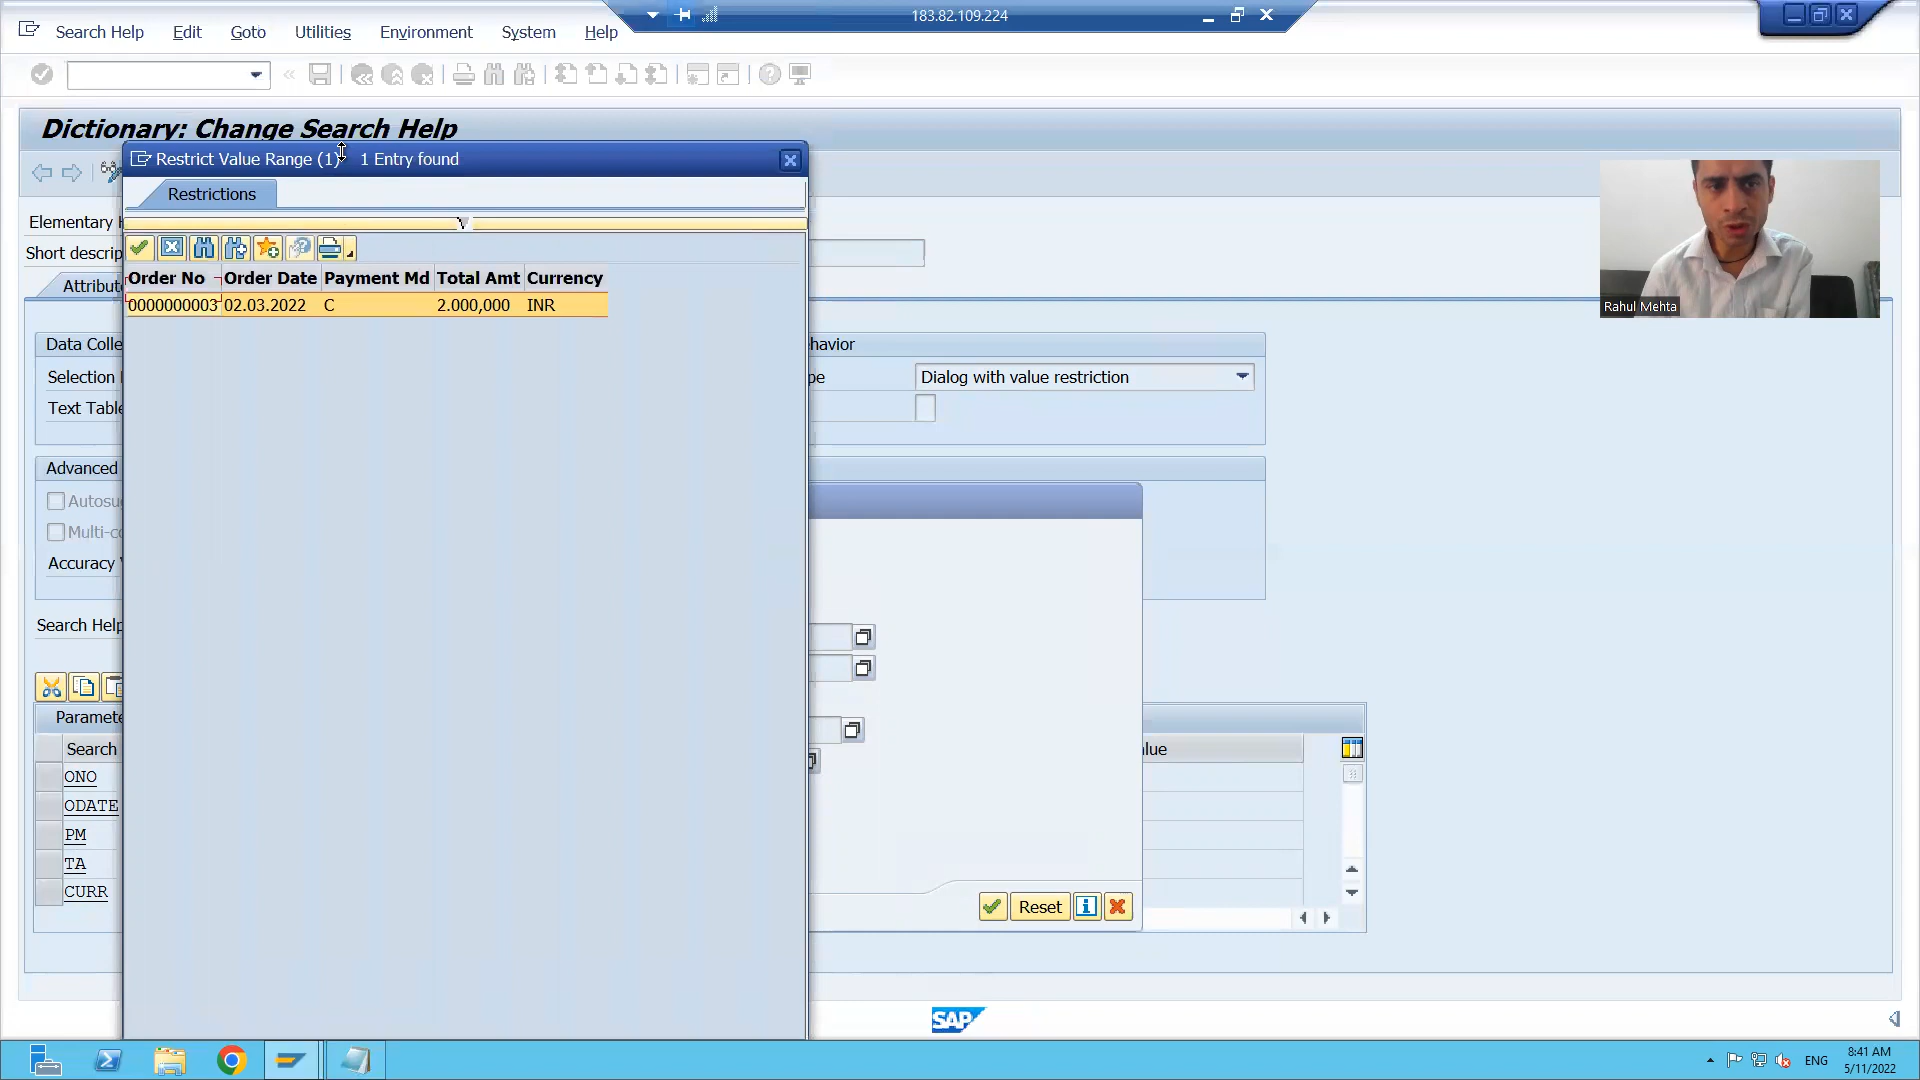 183.82.109.224
Search Help Edit Goto Utilities Environment System Help
Dictionary: Change Search Help
Restrict Value Range (1) 1 Entry found
Restrictions
Elementary
Short descrip
Attribut
Order No Order Date Payment Md Total Amt Currency
0000000003 02.03.2022 C 2.000,000 INR
Rahul Mehta
Data Colle
ehavior
Selection
pe
Dialog with value restriction
Text Table
Advanced
Autosug
Multi-co
Accuracy V
Search Help
Paramete
Search
alue
ONO
ODATE
PM
TA
CURR
Reset
SAP
ENG
8:41 AM
5/11/2022